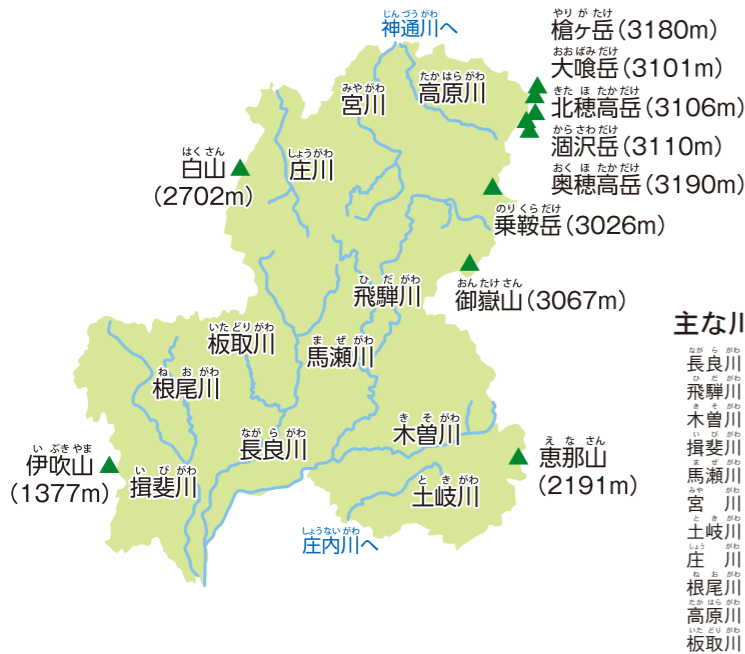 神通川へ
槍ヶ岳（3180m）
大喰岳（3101m）
北穂高岳（3106m）
涸沢岳（3110m）
奥穂高岳（3190m）
高原川
宮川
白山
（2702m）
庄川
乗鞍岳（3026m）
御嶽山（3067m）
飛騨川
板取川
馬瀬川
根尾川
長良川
木曽川
伊吹山
（1377m）
揖斐川
恵那山
（2191m）
土岐川
庄内川へ
主な川
長良川
飛騨川
木曽川
揖斐川
馬瀬川
宮川
土岐川
庄川
根尾川
高原川
板取川